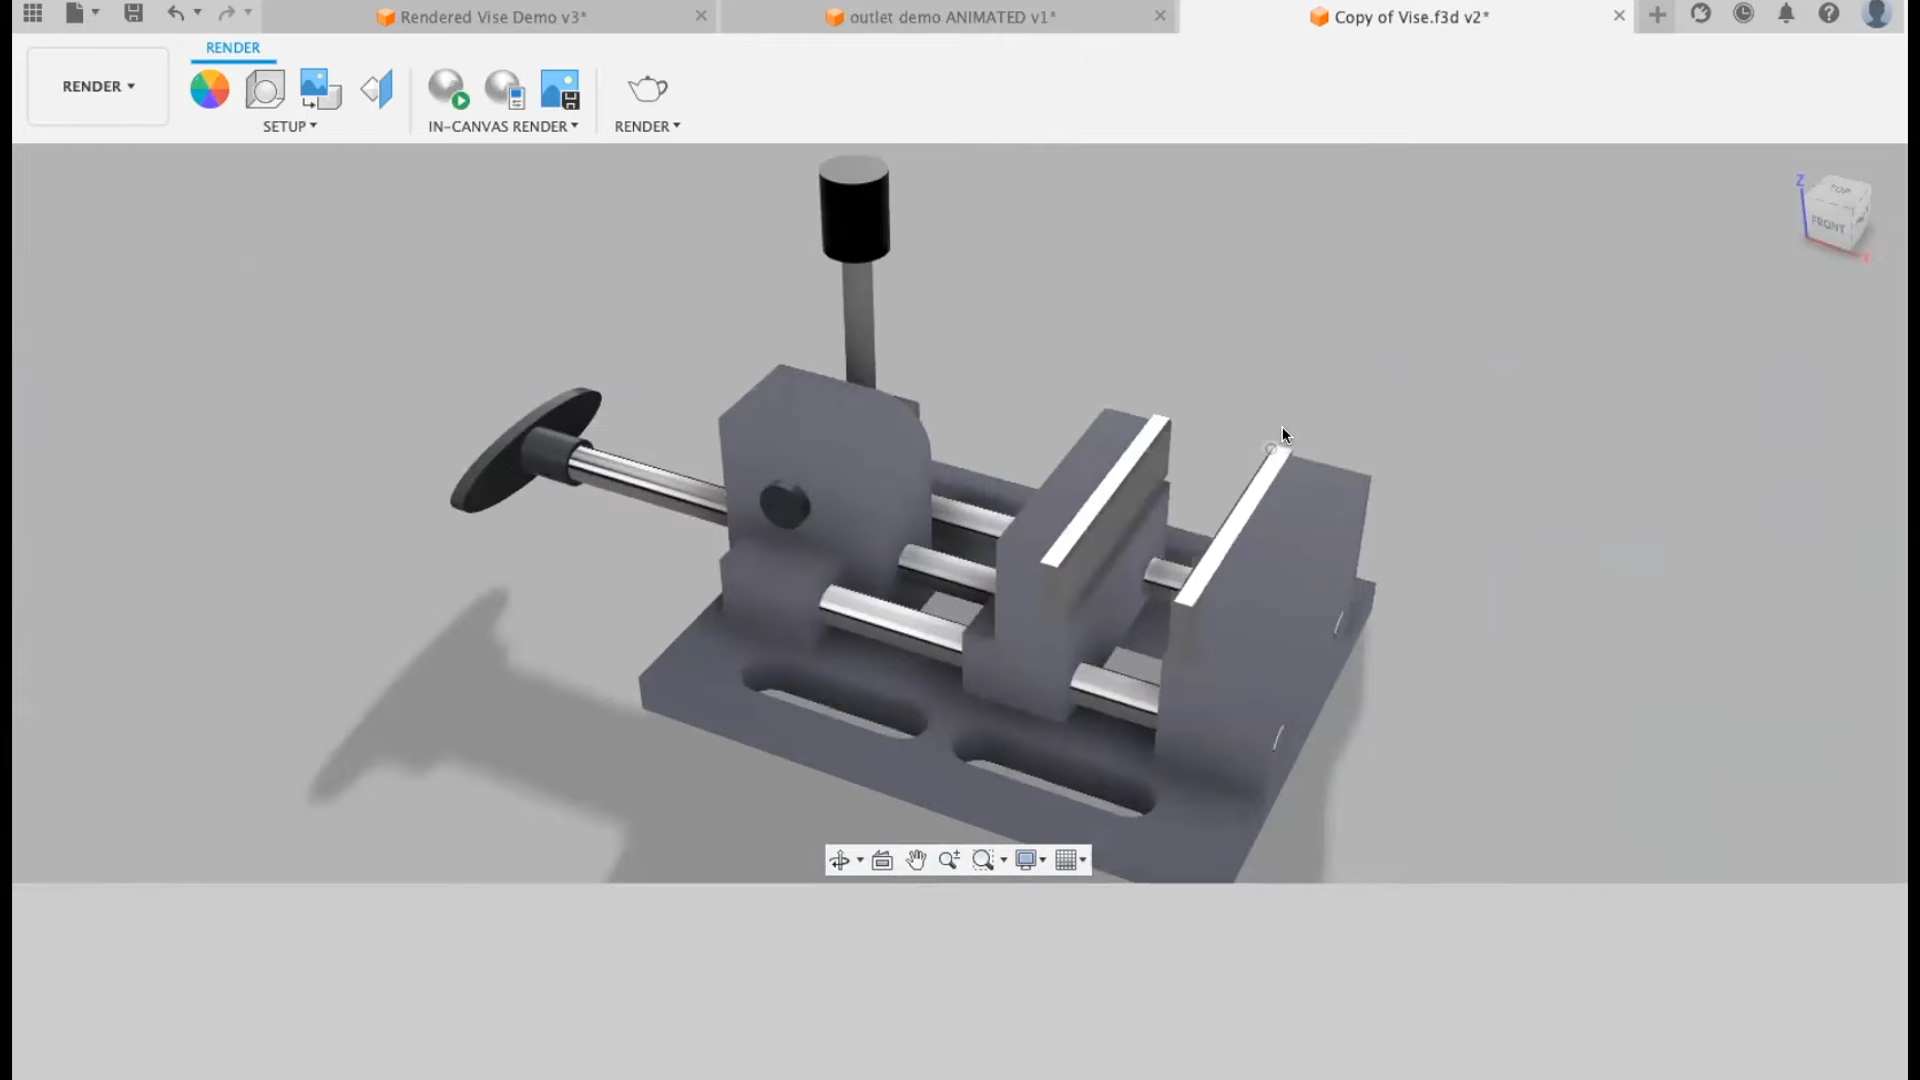 Rendered Vise Demo v3*
outlet demo ANIMATED v1*
Copy of Vise.f3d v2*
RENDER
RENDER
SETUP
IN-CANVAS RENDER
RENDER
Z
TOP
FRONT
X